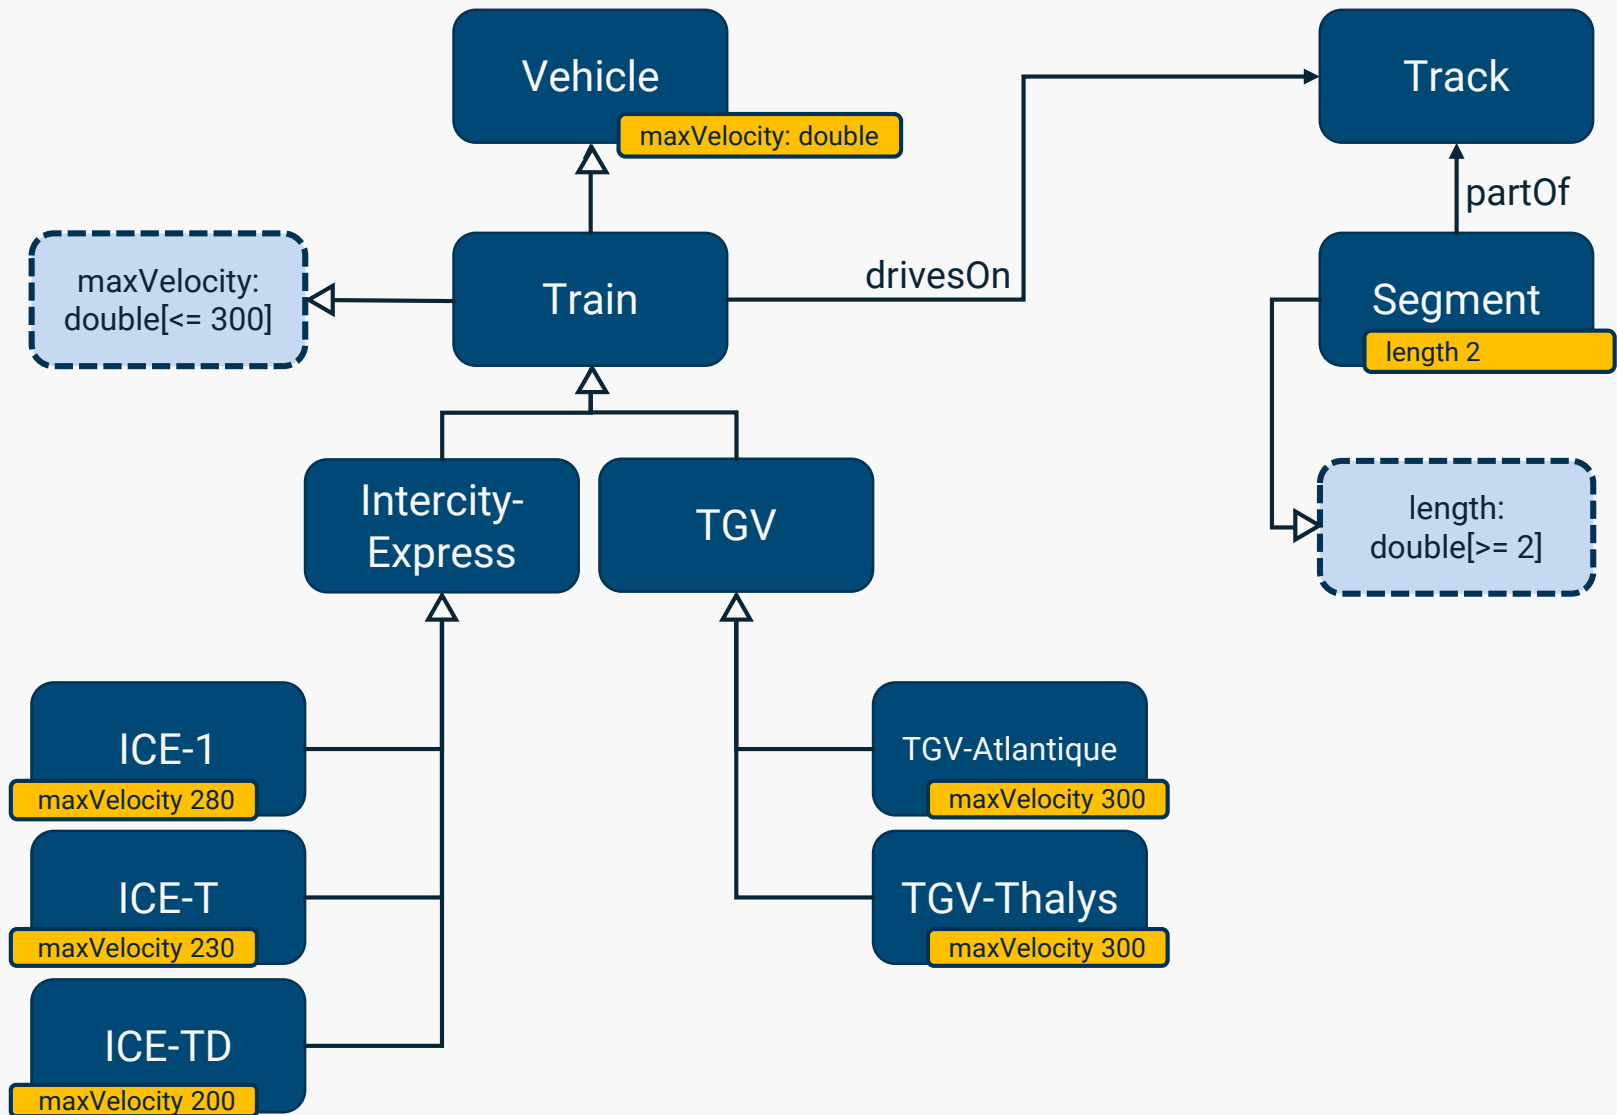 Vehicle
maxVelocity: double
Track
partOf
maxVelocity:
double[<= 300]
Train
drivesOn
Segment
length 2
Intercity-
Express
TGV
length:
double[>= 2]
ICE-1
maxVelocity 280
TGV-Atlantique
maxVelocity 300
ICE-T
maxVelocity 230
TGV-Thalys
maxVelocity 300
ICE-TD
maxVelocity 200